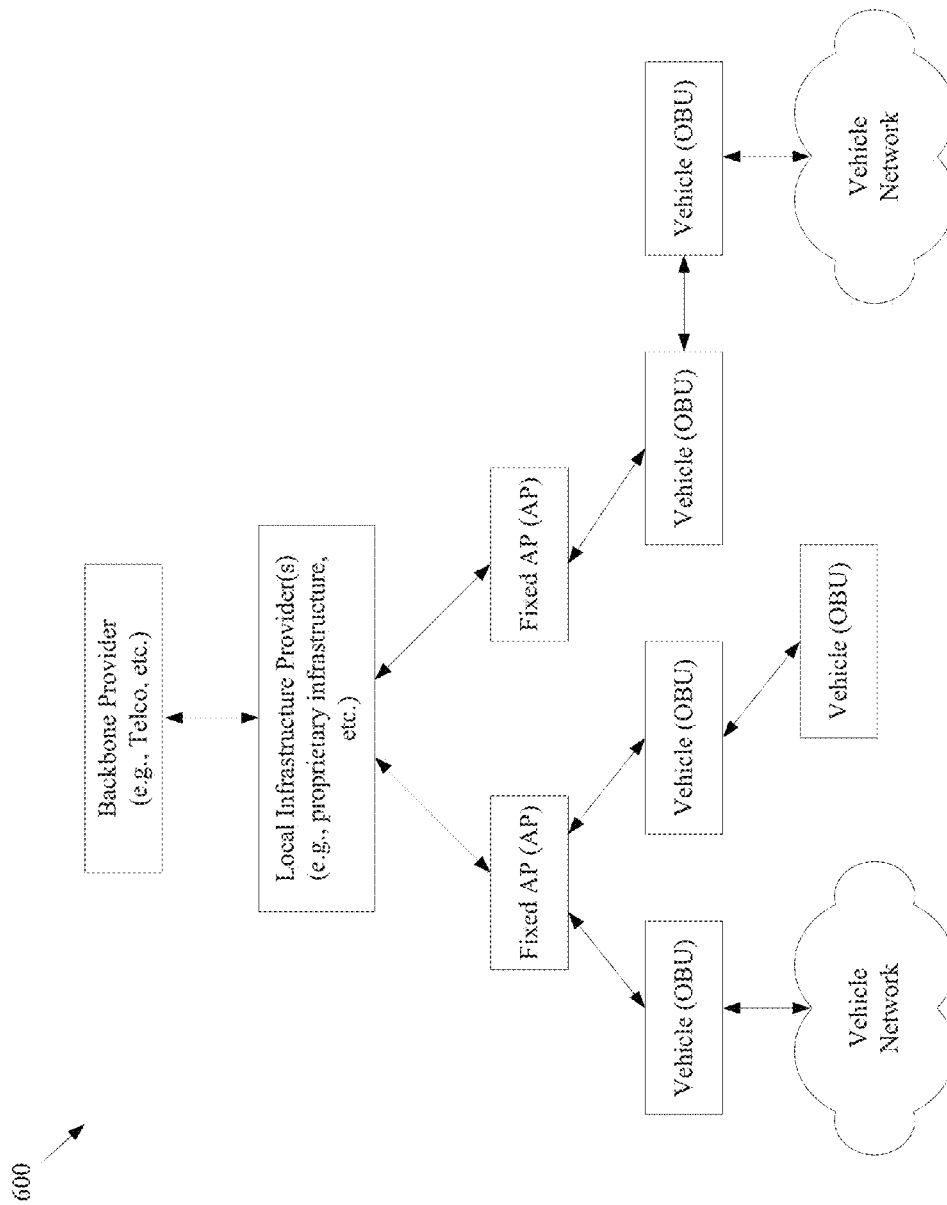 600
Backbone Provider
(e.g., Telco, etc.)
Local Infrastructure Provider(s)
(e.g., proprietary infrastructure,
etc.)
Fixed AP (AP)
Fixed AP (AP)
Vehicle (OBU)
Vehicle (OBU)
Vehicle (OBU)
Vehicle (OBU)
Vehicle (OBU)
Vehicle
Network
Vehicle
Network